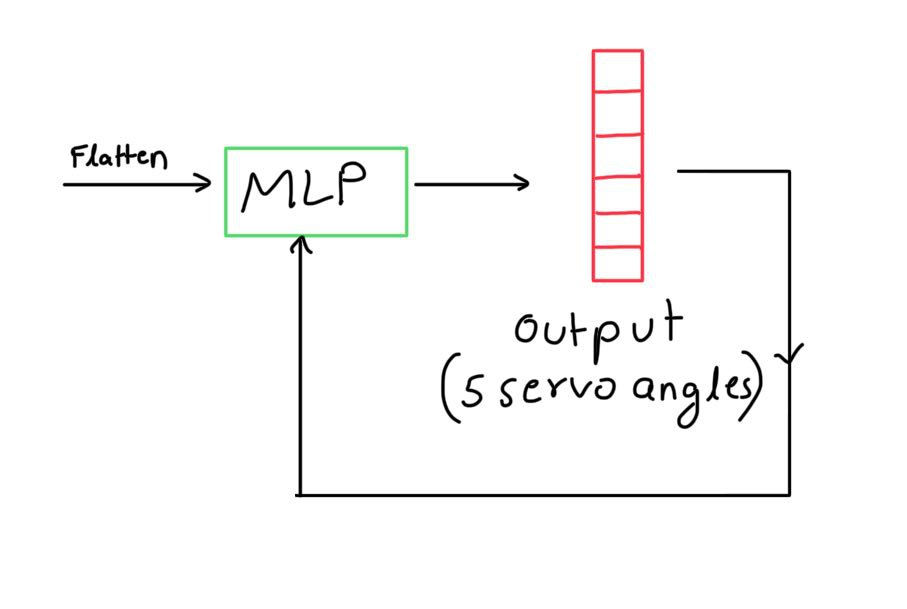 Flatten
MLP
output
(5 servo angles)